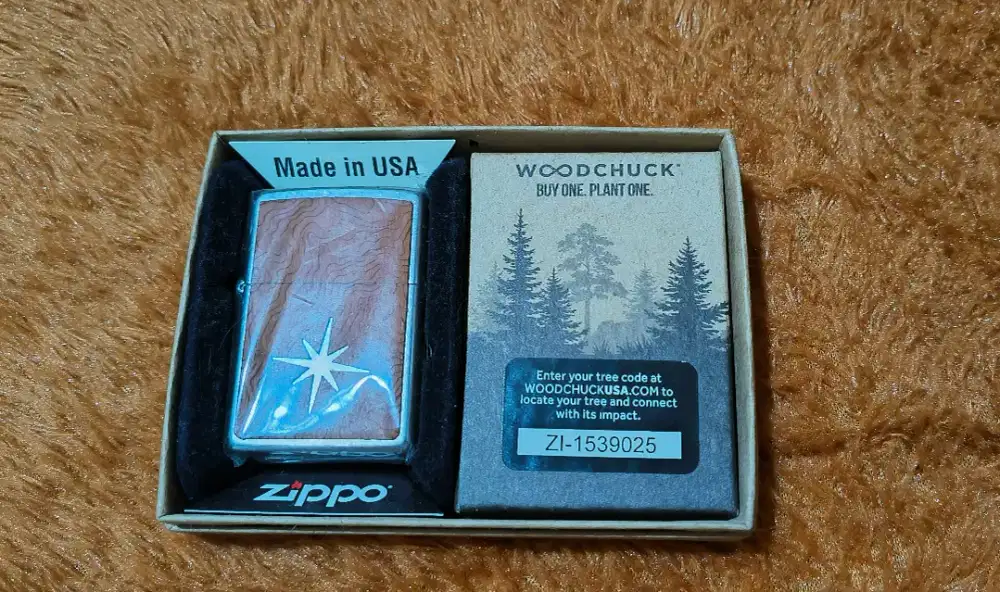 Made in USA
zippo
WOODCHUCK™
BUY ONE. PLANT ONE.
Enter your tree code at
WOODCHUCKUSA.COM to
locate your tree and connect
with its impact.
ZI-1539025